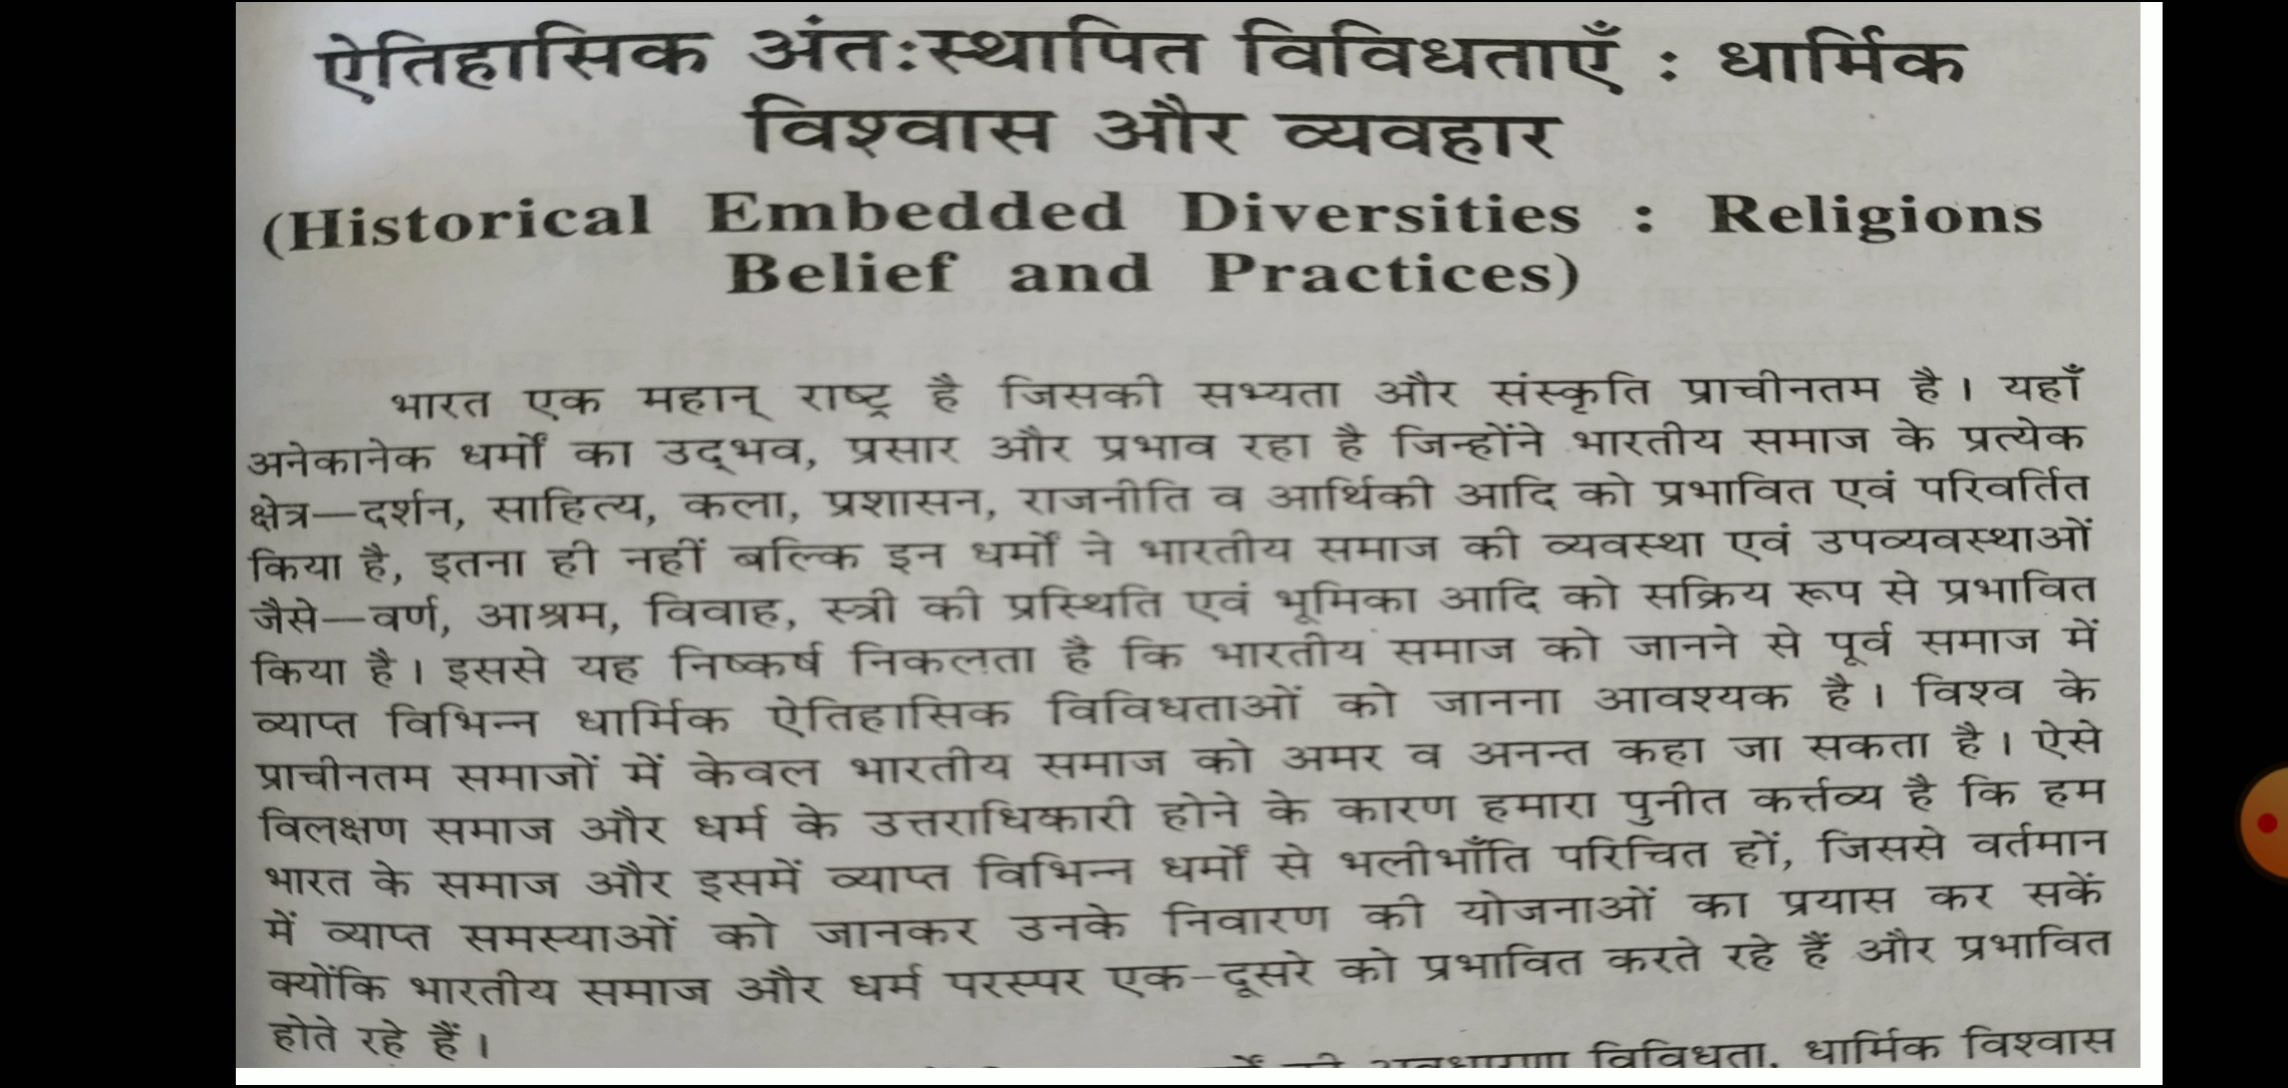 ऐतिहासिक अंतःस्थापित विविधताएँ : धार्मिक
विश्वास और व्यवहार
(Historical Embedded Diversities : Religions
Belief and Practices)
भारत एक महान् राष्ट्र है जिसकी सभ्यता और संस्कृति प्राचीनतम है। यहाँ
अनेकानेक धर्मों का उद्‌भव, प्रसार और प्रभाव रहा है जिन्होंने भारतीय समाज के प्रत्येक
क्षेत्र—दर्शन, साहित्य, कला, प्रशासन, राजनीति व आर्थिकी आदि को प्रभावित एवं परिवर्तित
किया है, इतना ही नहीं बल्कि इन धर्मों ने भारतीय समाज की व्यवस्था एवं उपव्यवस्थाओं
जैसे—वर्ण, आश्रम, विवाह, स्त्री की प्रस्थिति एवं भूमिका आदि को सक्रिय रूप से प्रभावित
किया है। इससे यह निष्कर्ष निकलता है कि भारतीय समाज को जानने से पूर्व समाज में
व्याप्त विभिन्न धार्मिक ऐतिहासिक विविधताओं को जानना आवश्यक है। विश्व के
प्राचीनतम समाजों में केवल भारतीय समाज को अमर व अनन्त कहा जा सकता है। ऐसे
विलक्षण समाज और धर्म के उत्तराधिकारी होने के कारण हमारा पुनीत कर्त्तव्य है कि हम
भारत के समाज और इसमें व्याप्त विभिन्न धर्मों से भलीभाँति परिचित हों, जिससे वर्तमान
में व्याप्त समस्याओं को जानकर उनके निवारण की योजनाओं का प्रयास कर सकें
क्योंकि भारतीय समाज और धर्म परस्पर एक-दूसरे को प्रभावित करते रहे हैं और प्रभावित
होते रहे हैं।
विविधता, धार्मिक विश्वास